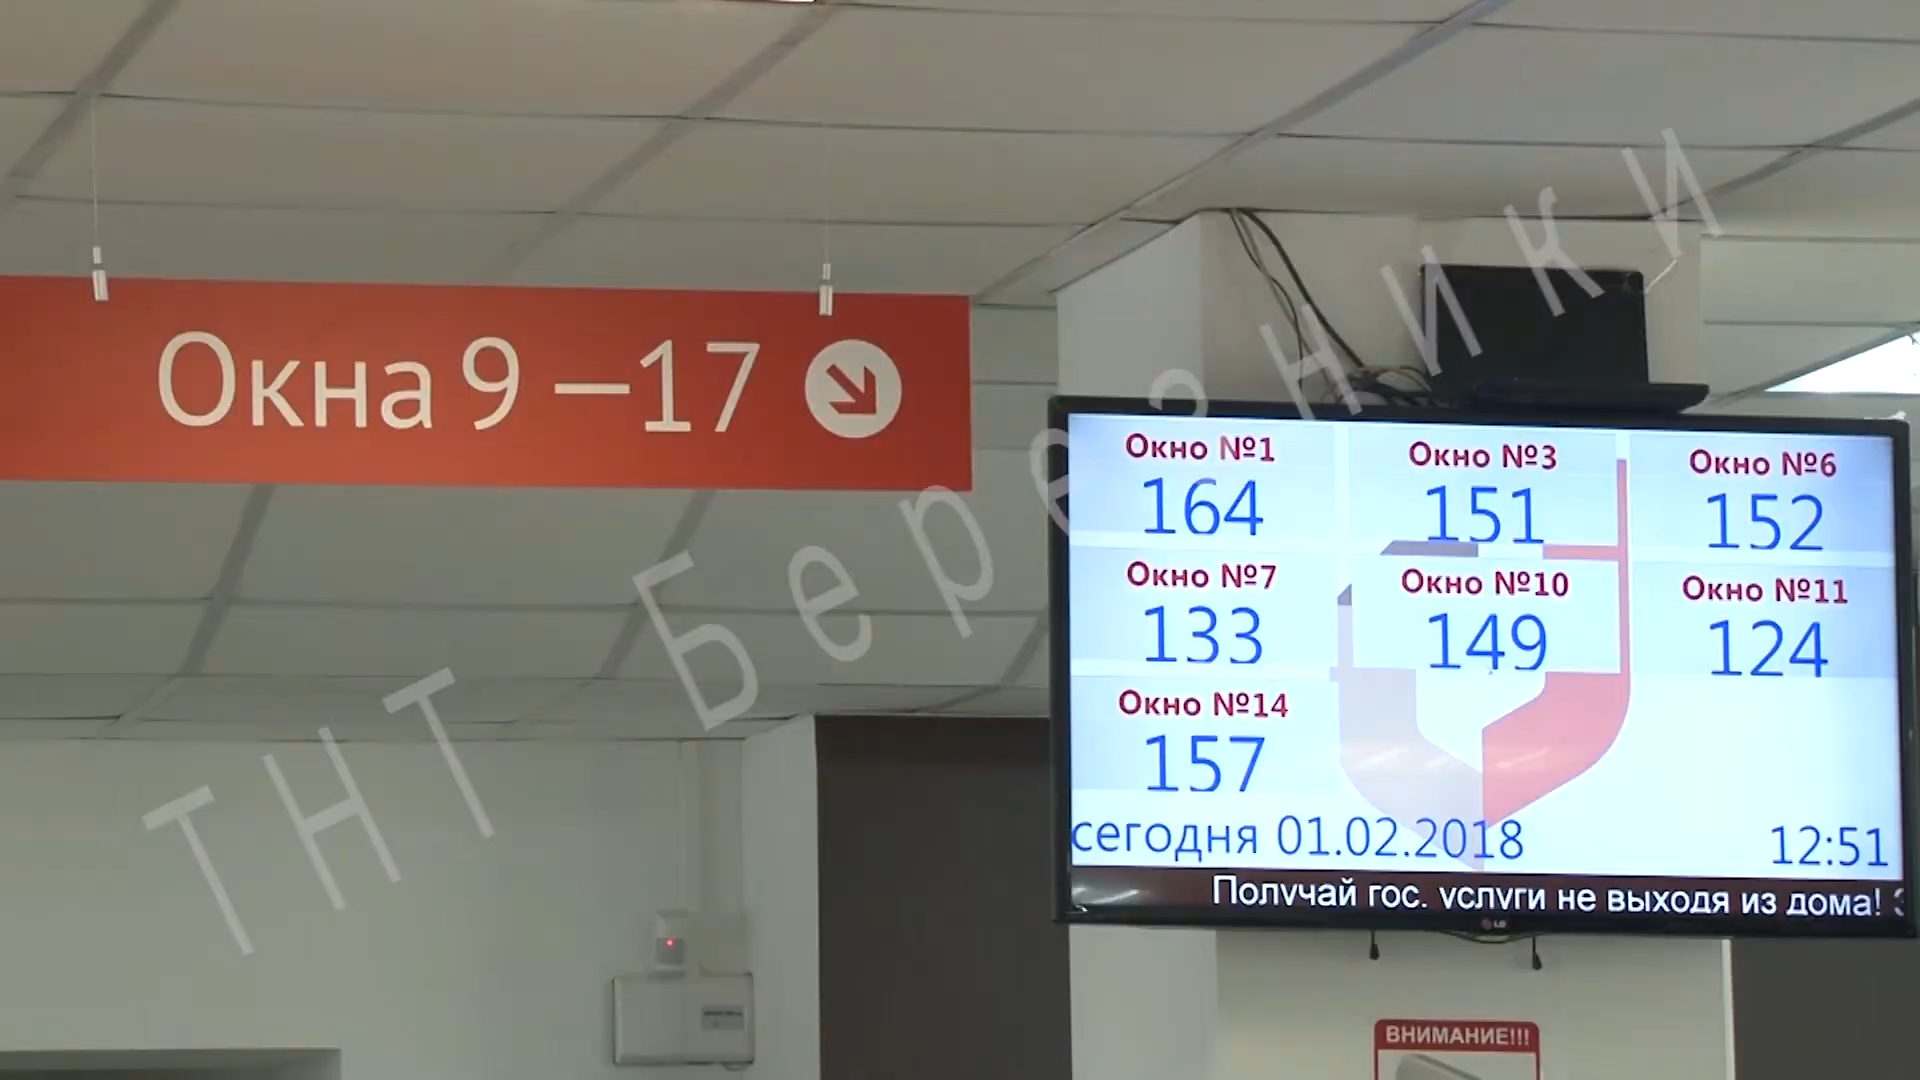 Окна 9 – 17
Окно №1
164
Окно №3
151
Окно №6
152
Окно №7
133
Окно №10
149
Окно №11
124
Окно №14
157
сегодня 01.02.2018
12:51
Получай гос. услуги не выходя из дома!
LG
ВНИМАНИЕ!!!
ТНТ Березники